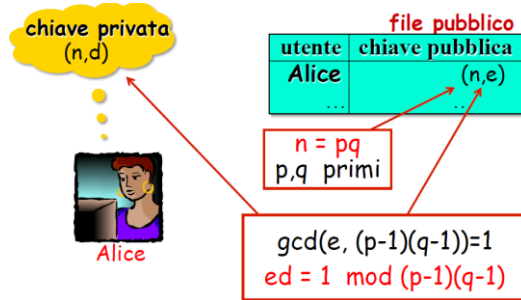 chiave privata
(n,d)
file pubblico
utente chiave pubblica
Alice (n,e)
... ..
n = pq
p,q primi
Alice
gcd(e, (p-1)(q-1))=1
ed = 1 mod (p-1)(q-1)